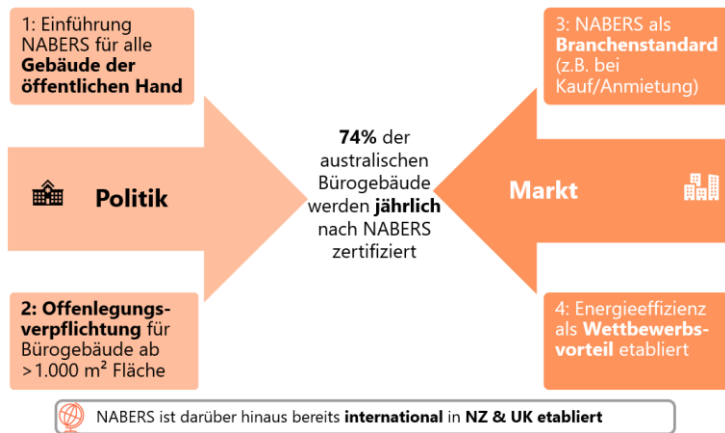 1: Einführung
NABERS für alle
Gebäude der
öffentlichen Hand
Politik
2: Offenlegungs-
verpflichtung für
Bürogebäude ab
>1.000 m² Fläche
74% der
australischen
Bürogebäude
werden jährlich
nach NABERS
zertifiziert
3: NABERS als
Branchenstandard
(z.B. bei
Kauf/Anmietung)
Markt
4: Energieeffizienz
als Wettbewerbs-
vorteil etabliert
NABERS ist darüber hinaus bereits international in NZ & UK etabliert